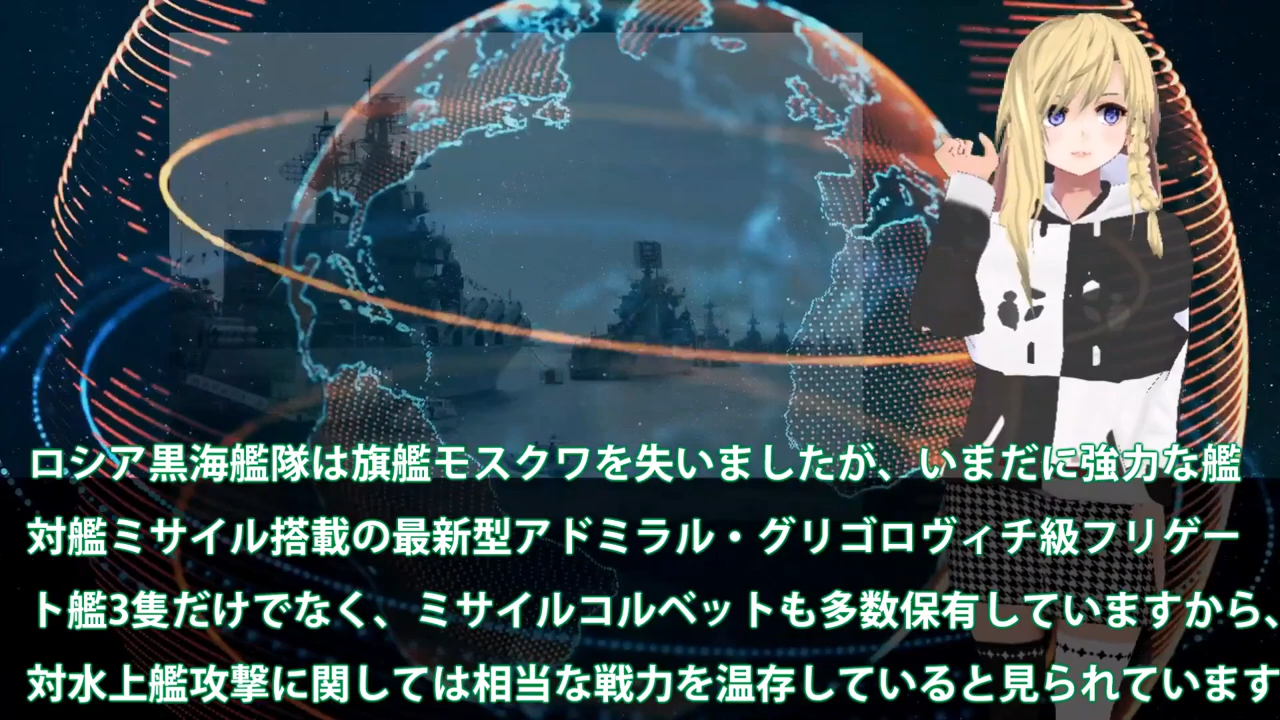 ロシア黒海艦隊は旗艦モスクワを失いましたが、いまだに強力な艦
対艦ミサイル搭載の最新型アドミラル・グリゴロヴィチ級フリゲー
ト艦3隻だけでなく、ミサイルコルベットも多数保有していますから、
対水上艦攻撃に関しては相当な戦力を温存していると見られています